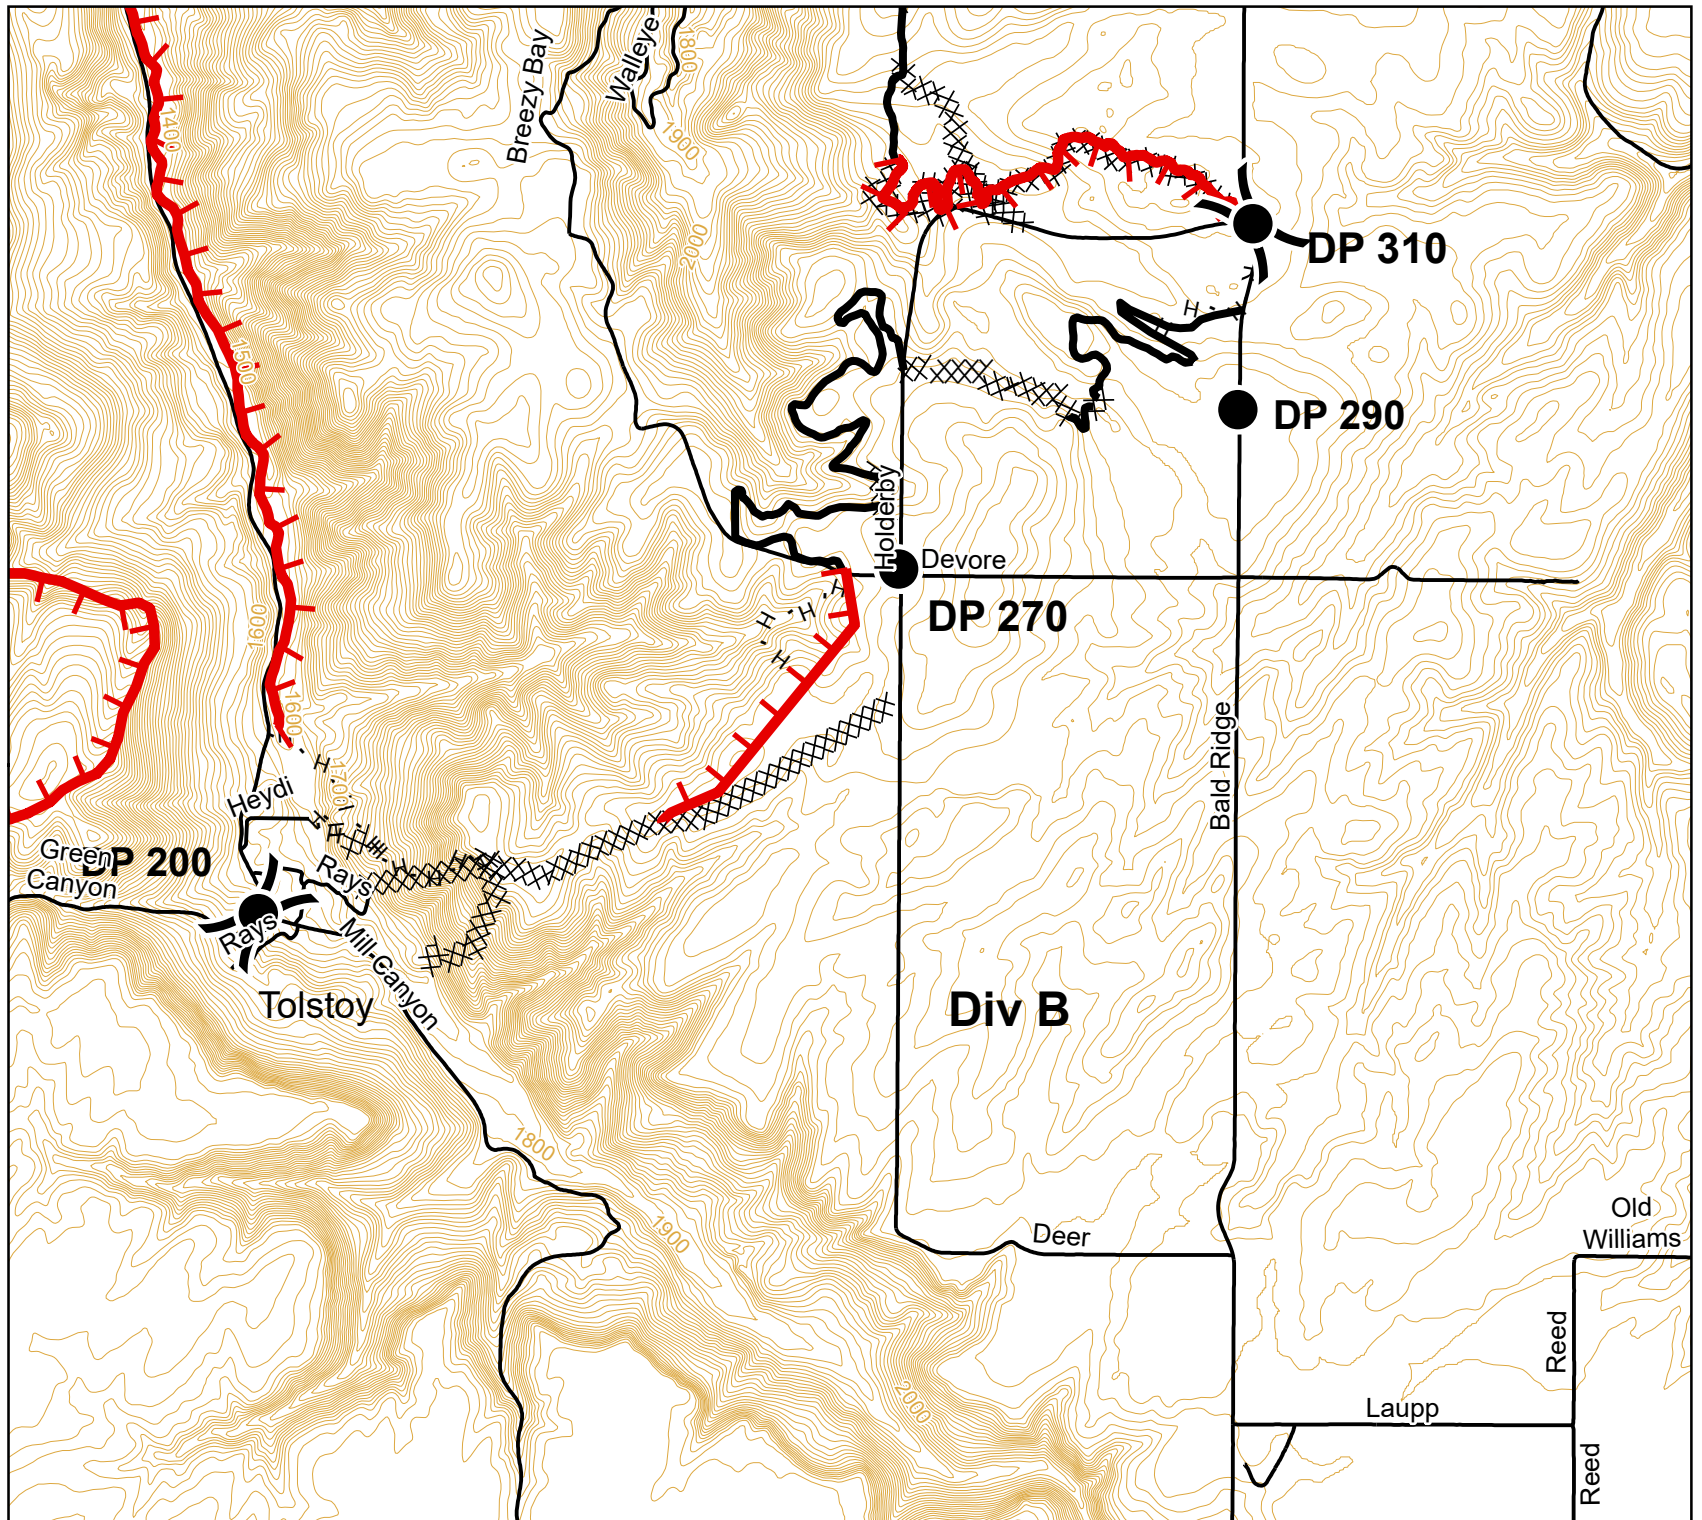 Breezy Bay
Walleye
1800
1900
1400
2000
DP 310
1500
DP 290
Holderby
Devore
DP 270
1600
1600
Bald Ridge
1700
Heydi
Green
Canyon
DP 200
Rays
Rays
Mill Canyon
Tolstoy
Div B
1800
1900
Deer
Old
Williams
Reed
2000
Laupp
Reed